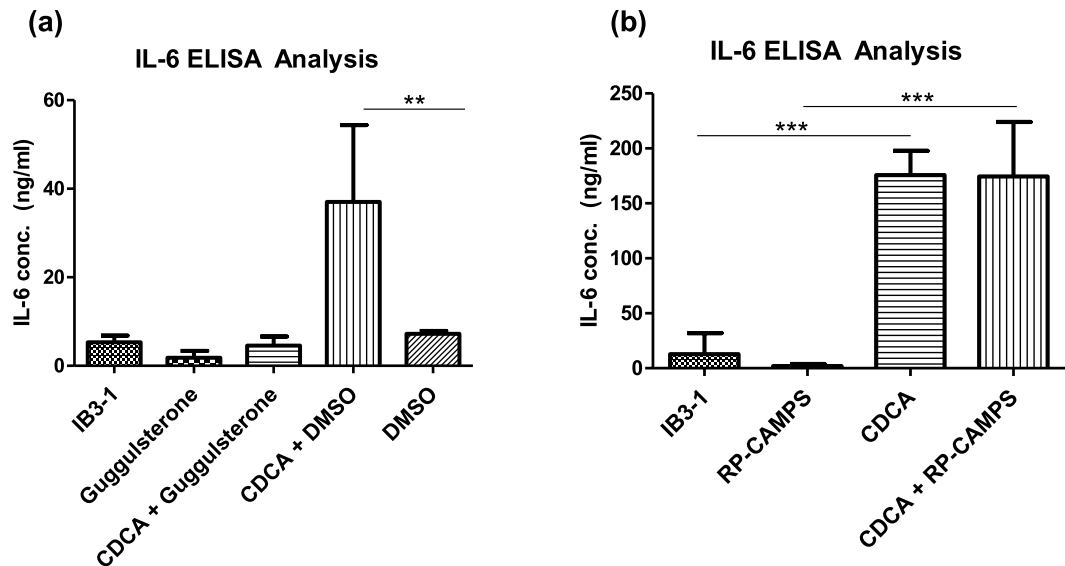 (a)
IL-6 ELISA Analysis
IL-6 conc. (ng/ml)
60
40
20
0
**
IB3-1
Guggulsterone
CDCA + Guggulsterone
CDCA + DMSO
DMSO
(b)
IL-6 ELISA Analysis
IL-6 conc. (ng/ml)
250
200
150
100
50
0
***
***
IB3-1
RP-CAMPS
CDCA
CDCA + RP-CAMPS